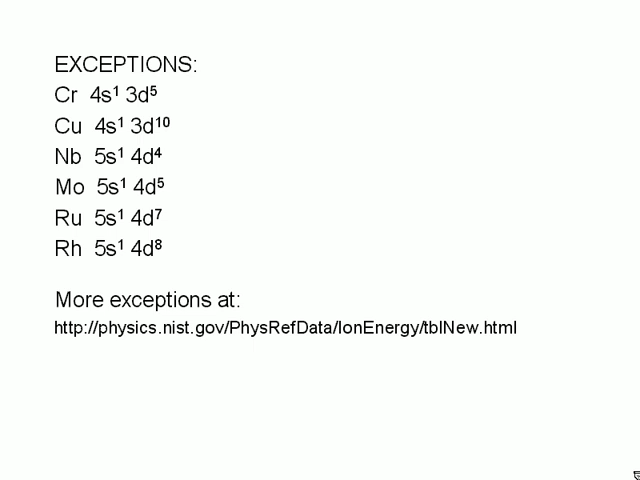 EXCEPTIONS:
Cr 4s¹ 3d⁵
Cu 4s¹ 3d¹⁰
Nb 5s¹ 4d⁴
Mo 5s¹ 4d⁵
Ru 5s¹ 4d⁷
Rh 5s¹ 4d⁸
More exceptions at:
http://physics.nist.gov/PhysRefData/IonEnergy/tblNew.html